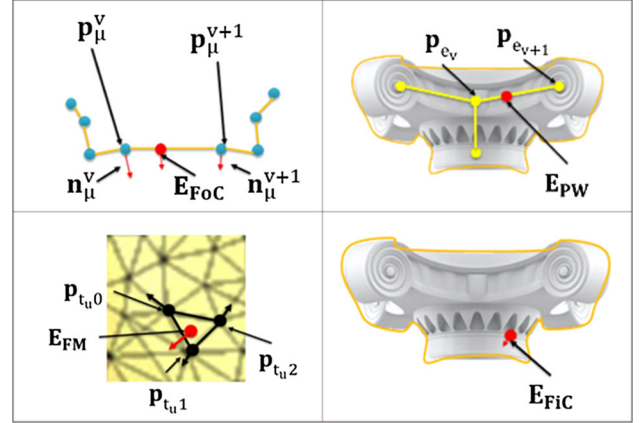 p_μ^v
p_μ^{v+1}
n_μ^v
E_FoC
n_μ^{v+1}
p_{e_v}
p_{e_{v+1}}
E_PW
p_{t_u0}
E_FM
p_{t_u2}
p_{t_u1}
E_FiC